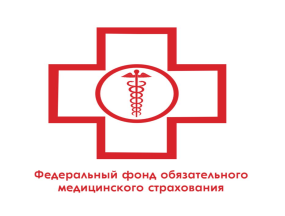 Федеральный фонд обязательного
медицинского страхования